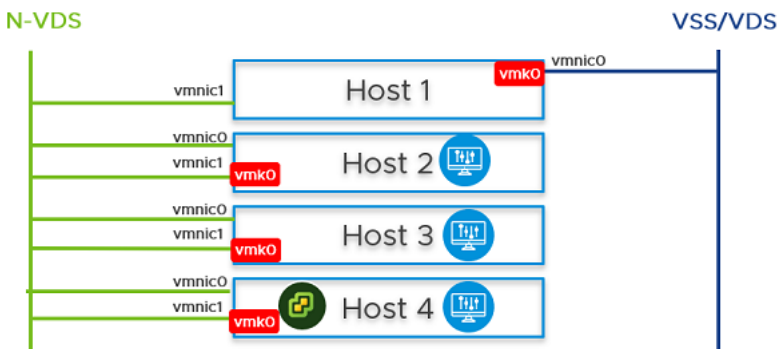 N-VDS
VSS/VDS
vmnic0
vmk0
vmnic1
Host 1
vmnic0
vmnic1
vmk0
Host 2
vmnic0
vmnic1
vmk0
Host 3
vmnic0
vmnic1
vmk0
Host 4